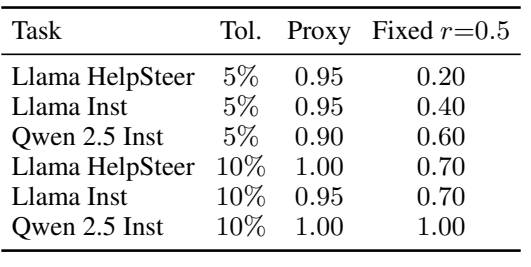 Task Tol. Proxy Fixed r=0.5
Llama HelpSteer 5% 0.95 0.20
Llama Inst 5% 0.95 0.40
Qwen 2.5 Inst 5% 0.90 0.60
Llama HelpSteer 10% 1.00 0.70
Llama Inst 10% 0.95 0.70
Qwen 2.5 Inst 10% 1.00 1.00